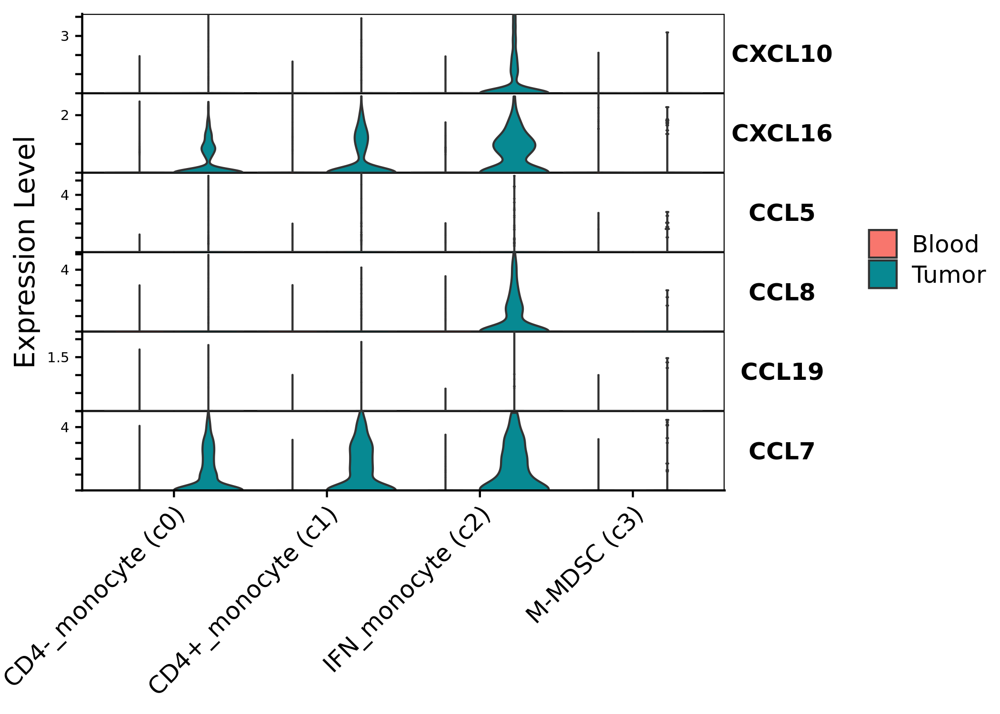 Expression Level
3
CXCL10
2
CXCL16
4
CCL5
4
CCL8
1.5
CCL19
4
CCL7
Blood
Tumor
CD4-_monocyte (c0)
CD4+_monocyte (c1)
IFN_monocyte (c2)
M-MDSC (c3)